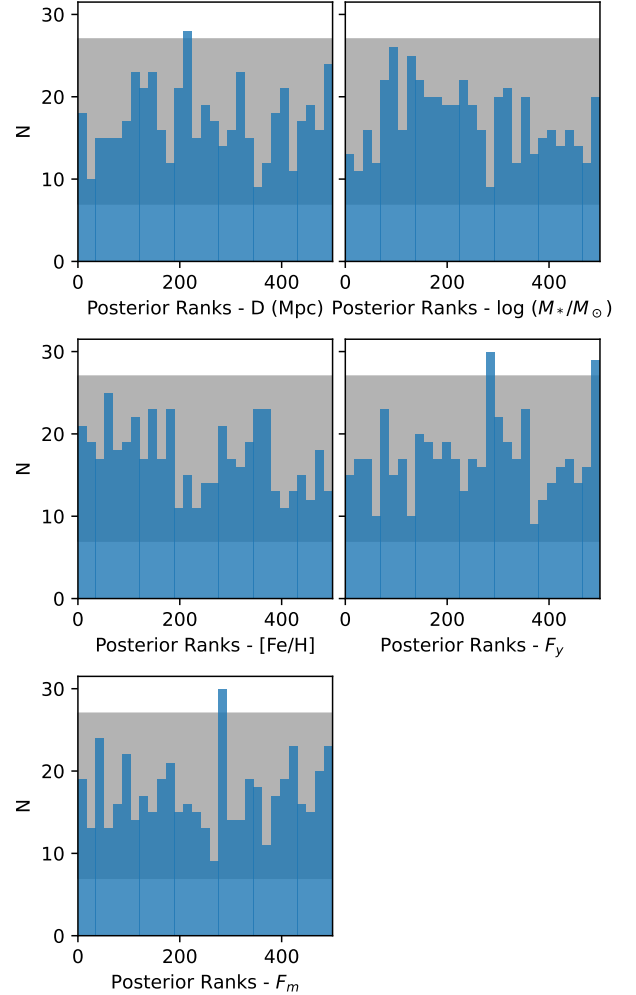 30
20
10
0
N
0 200 400
0 200 400
Posterior Ranks - D (Mpc)
Posterior Ranks - log (M*/M⊙)
30
20
10
0
N
0 200 400
0 200 400
Posterior Ranks - [Fe/H]
Posterior Ranks - Fy
30
20
10
0
N
0 200 400
Posterior Ranks - Fm